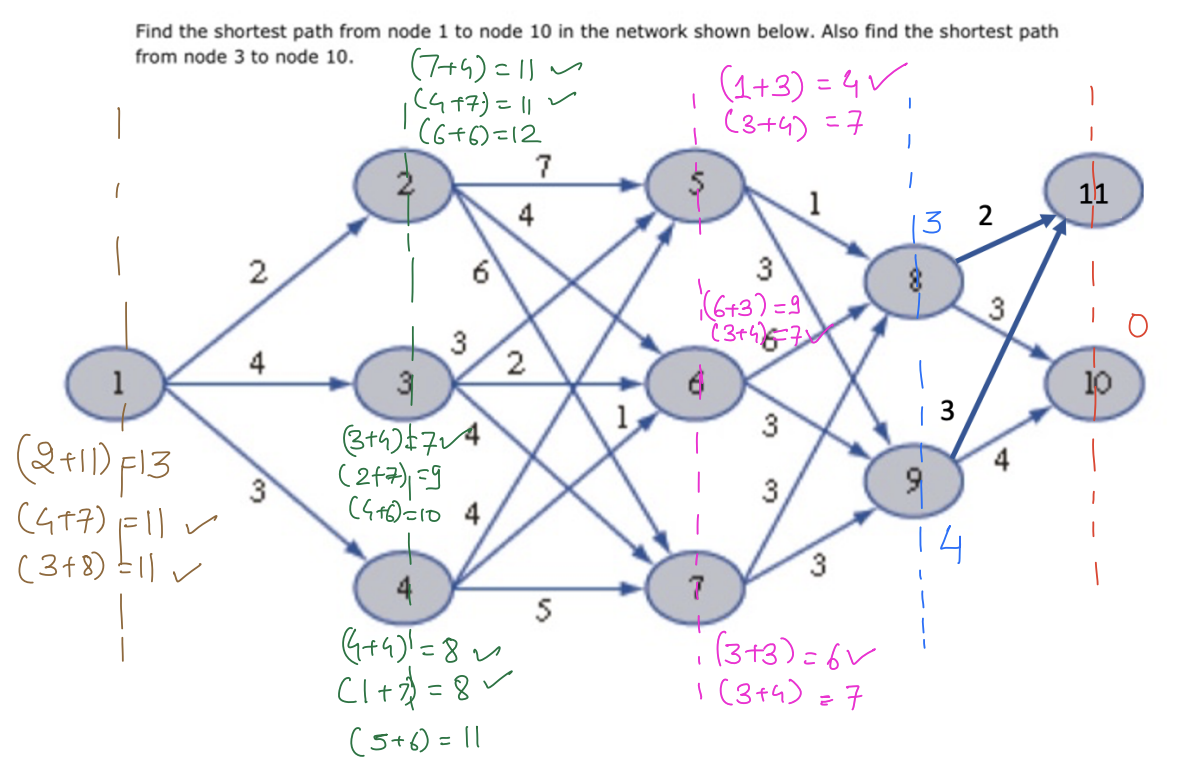 Find the shortest path from node 1 to node 10 in the network shown below. Also find the shortest path
from node 3 to node 10.
(7+4) = 11 ✓
(4+7) = 11 ✓
(6+6) = 12
(1+3) = 4 ✓
(3+4) = 7
2
7
5
11
4
1
2
3
2
6
3
8
(6+3) = 9
(3+4) = 7 ✓
6
3
0
3
4
2
1
3
6
10
1
3
3
(3+4) = 7 ✓
4
(2+7) = 9
(4+6) = 10
(2+11) = 13
4
3
3
9
(4+7) = 11 ✓
4
(3+8) = 11 ✓
4
3
7
5
(4+4) = 8 ✓
(1+7) = 8 ✓
(5+6) = 11
(3+3) = 6 ✓
(3+4) = 7